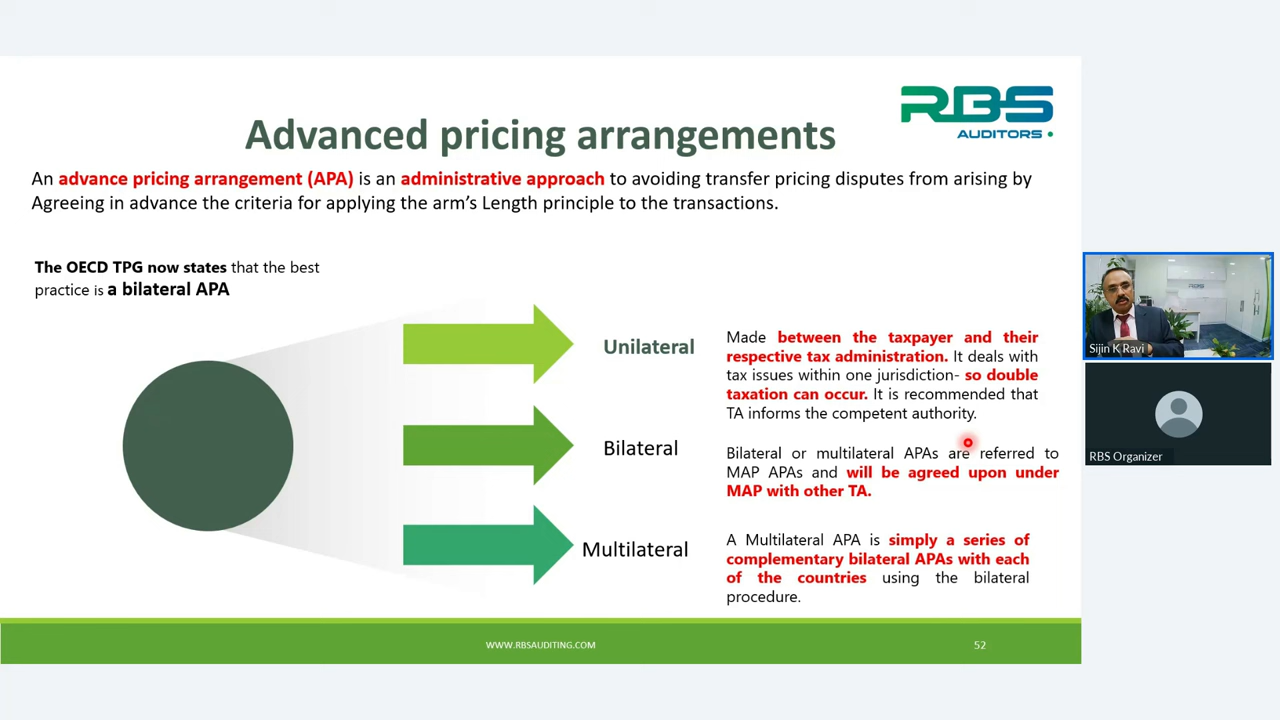 RBS
AUDITORS
Advanced pricing arrangements
An advance pricing arrangement (APA) is an administrative approach to avoiding transfer pricing disputes from arising by
Agreeing in advance the criteria for applying the arm’s Length principle to the transactions.
The OECD TPG now states that the best
practice is a bilateral APA
Unilateral
Made between the taxpayer and their
respective tax administration. It deals with
tax issues within one jurisdiction- so double
taxation can occur. It is recommended that
TA informs the competent authority.
Bilateral
Bilateral or multilateral APAs are referred to
MAP APAs and will be agreed upon under
MAP with other TA.
Multilateral
A Multilateral APA is simply a series of
complementary bilateral APAs with each
of the countries using the bilateral
procedure.
WWW.RBSAUDITING.COM
52
RBS
Sijin K Ravi
RBS Organizer